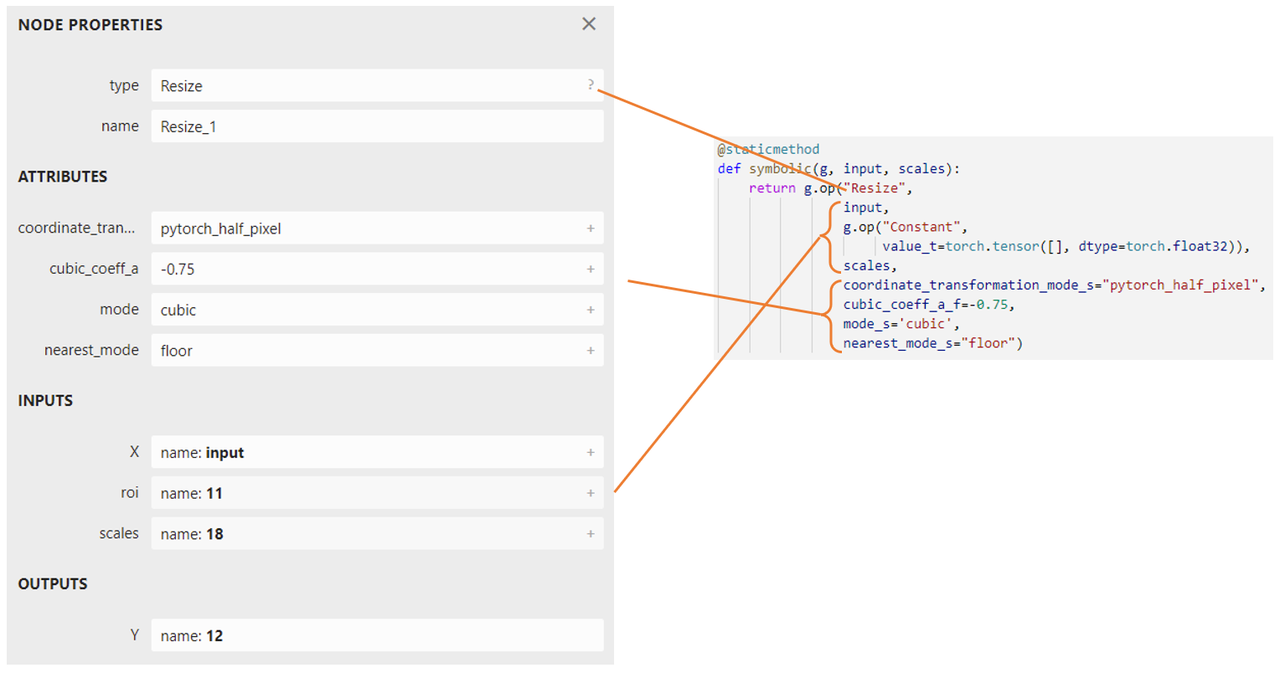 NODE PROPERTIES ×
type Resize ?
name Resize_1
ATTRIBUTES
coordinate_tran... pytorch_half_pixel +
cubic_coeff_a -0.75 +
mode cubic +
nearest_mode floor +
INPUTS
X name: input +
roi name: 11 +
scales name: 18 +
OUTPUTS
Y name: 12
@staticmethod
def symbolic(g, input, scales):
return g.op("Resize",
input,
g.op("Constant",
value_t=torch.tensor([], dtype=torch.float32)),
scales,
coordinate_transformation_mode_s="pytorch_half_pixel",
cubic_coeff_a_f=-0.75,
mode_s='cubic',
nearest_mode_s="floor")